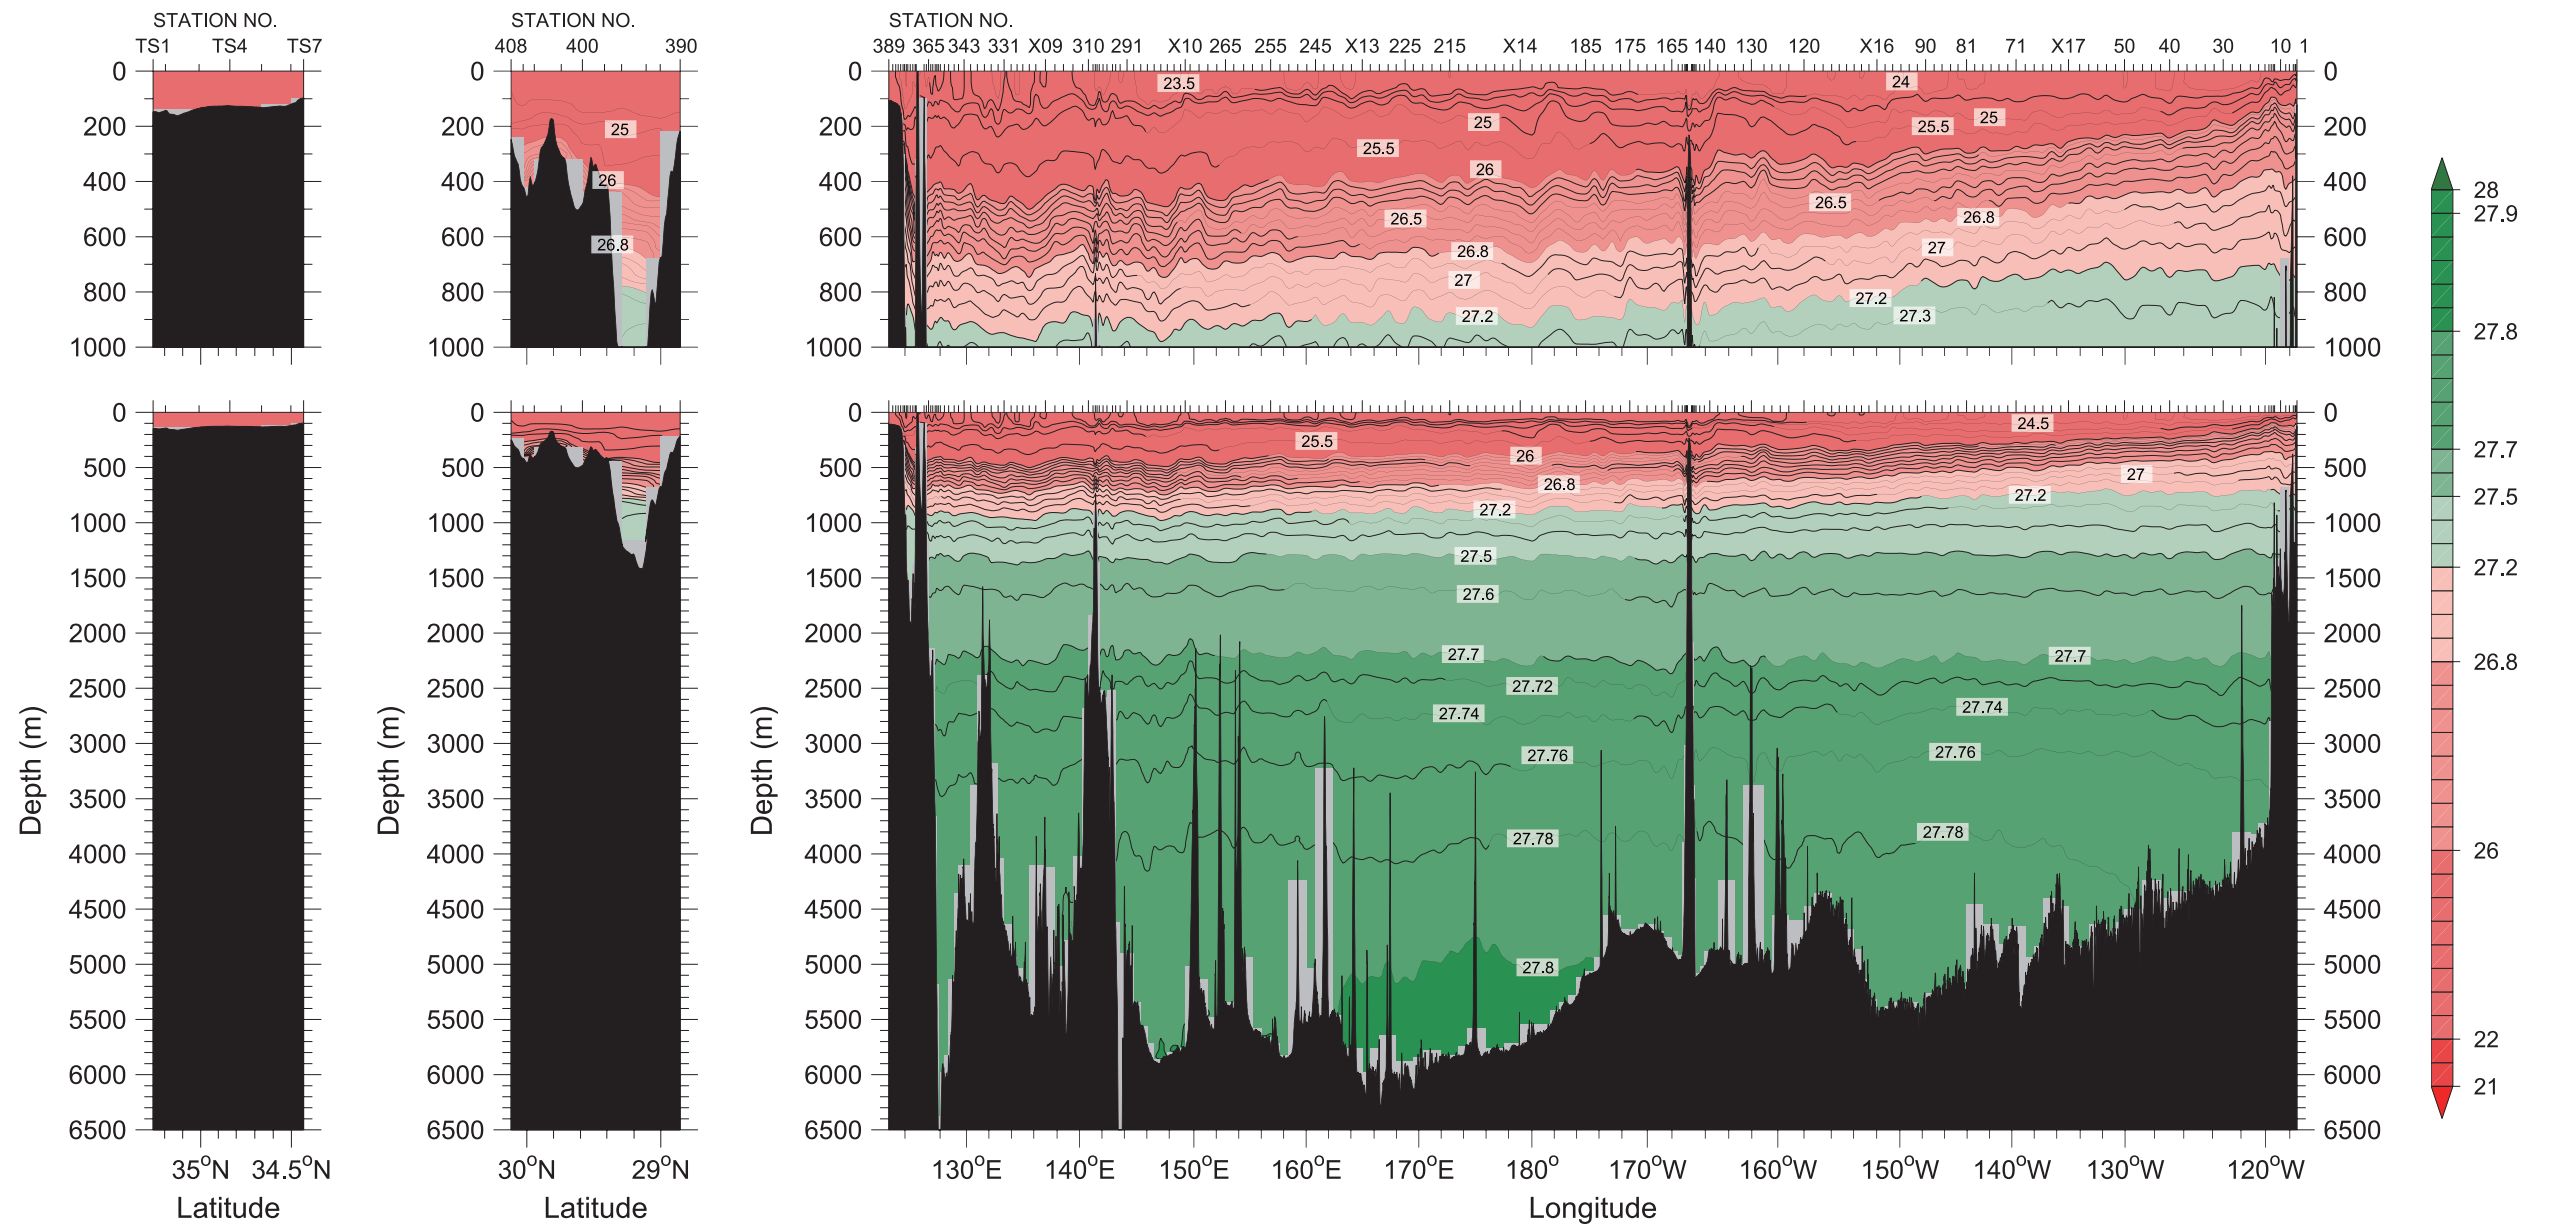 STATION NO. STATION NO. STATION NO.
TS1 TS4 TS7 408 400 390 389 365 343 331 X09 310 291 X10 265 255 245 X13 225 215 X14 185 175 165 140 130 120 X16 90 81 71 X17 50 40 30 10 1
0 0 0 0
23.5 24
200 200 200 200
25 25 25 25.5
25.5
400 400 400 400
26 26
26.5 26.5 26.8
600 600 600 600
26.8 26.8 27
27
800 800 800 800
27.2 27.2 27.3
1000 1000 1000 1000
0 0 0 0
24.5
25.5 26
500 500 500 500
26.8 27
27.2 27.2
1000 1000 1000 1000
27.5
1500 1500 1500 1500
27.6
2000 2000 2000 2000
27.7 27.7
2500 2500 2500 2500
27.72
27.74 27.74
3000 3000 3000 3000
27.76 27.76
3500 3500 3500 3500
27.78 27.78
4000 4000 4000 4000
4500 4500 4500 4500
5000 5000 5000 5000
27.8
5500 5500 5500 5500
6000 6000 6000 6000
6500 6500 6500 6500
Depth (m) Depth (m) Depth (m)
35°N 34.5°N 30°N 29°N 130°E 140°E 150°E 160°E 170°E 180° 170°W 160°W 150°W 140°W 130°W 120°W
Latitude Latitude Longitude
28
27.9
27.8
27.7
27.5
27.2
26.8
26
22
21